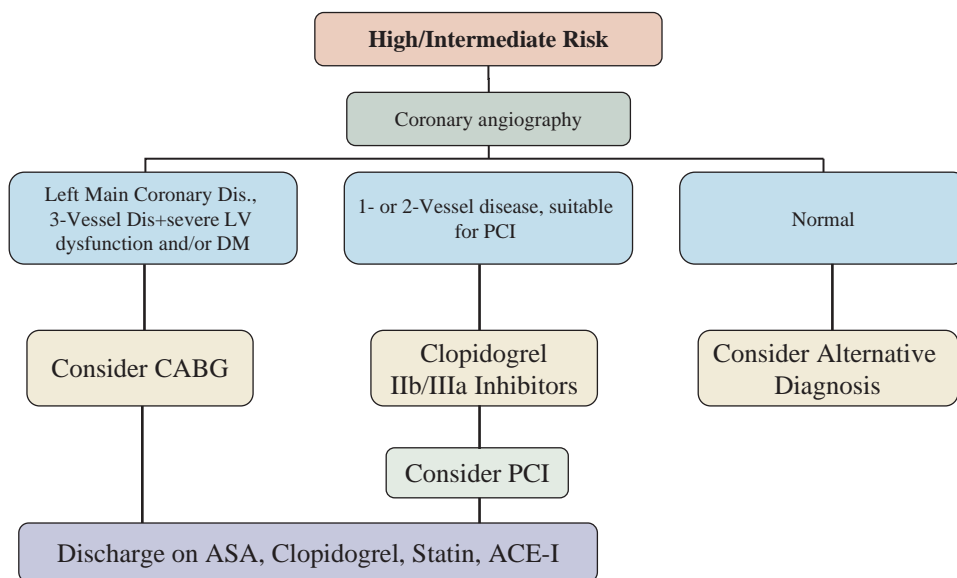 High/Intermediate Risk
Coronary angiography
Left Main Coronary Dis.,
3-Vessel Dis+severe LV
dysfunction and/or DM
1- or 2-Vessel disease, suitable
for PCI
Normal
Consider CABG
Clopidogrel
IIb/IIIa Inhibitors
Consider Alternative
Diagnosis
Consider PCI
Discharge on ASA, Clopidogrel, Statin, ACE-I